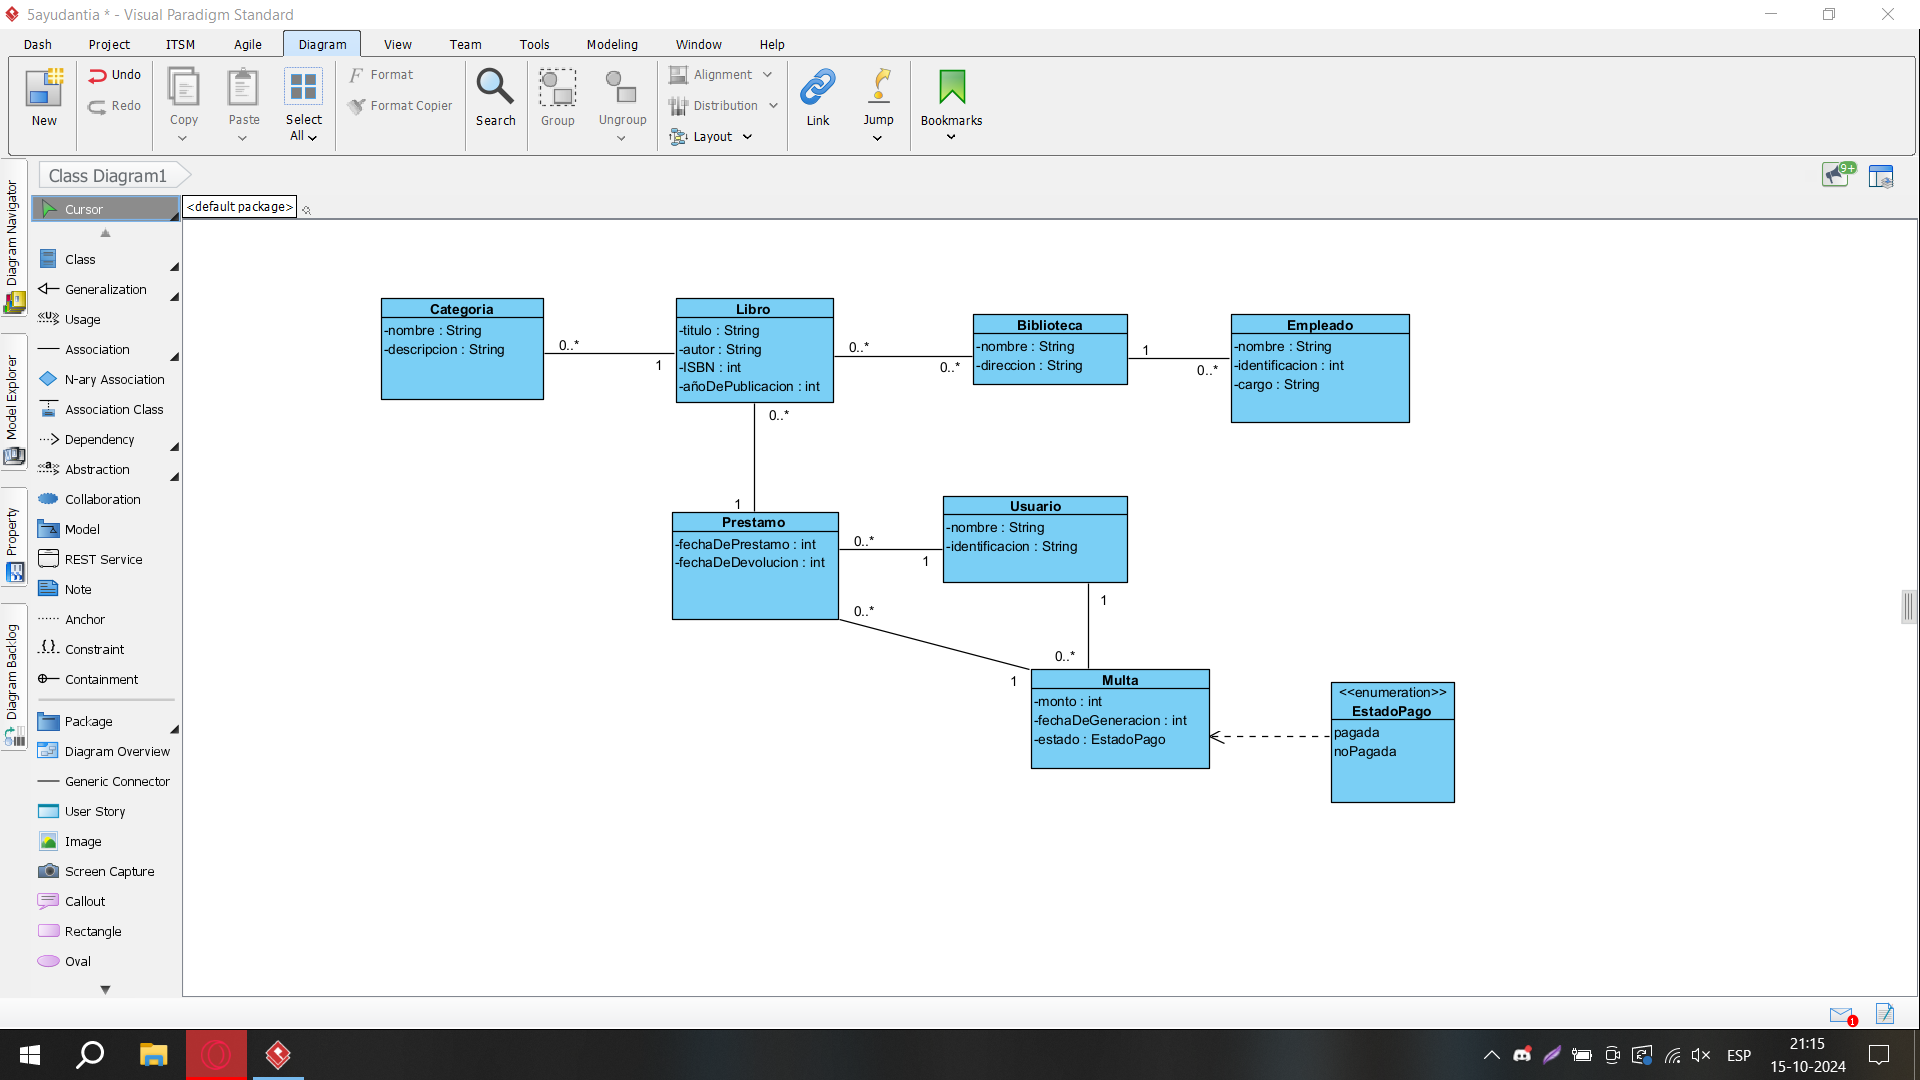 5ayudantia * - Visual Paradigm Standard
Dash Project ITSM Agile Diagram View Team Tools Modeling Window Help
New
Undo
Redo
Copy
Paste
Select
All
Format
Format Copier
Search
Group
Ungroup
Alignment
Distribution
Layout
Link
Jump
Bookmarks
Class Diagram1
9+
Diagram Navigator
Model Explorer
Property
Diagram Backlog
Cursor
<default package>
Class
Generalization
<<U>> Usage
Association
N-ary Association
Association Class
Dependency
<<a>> Abstraction
Collaboration
Model
REST Service
Note
Anchor
{.} Constraint
Containment
Package
Diagram Overview
Generic Connector
User Story
Image
Screen Capture
Callout
Rectangle
Oval
Categoria
-nombre : String
-descripcion : String
0..*
1
Libro
-titulo : String
-autor : String
-ISBN : int
-añoDePublicacion : int
0..*
0..*
Biblioteca
-nombre : String
-direccion : String
1
0..*
Empleado
-nombre : String
-identificacion : int
-cargo : String
0..*
1
Prestamo
-fechaDePrestamo : int
-fechaDeDevolucion : int
0..*
1
Usuario
-nombre : String
-identificacion : String
1
0..*
0..*
1
Multa
-monto : int
-fechaDeGeneracion : int
-estado : EstadoPago
<<enumeration>>
EstadoPago
pagada
noPagada
1
ESP
21:15
15-10-2024